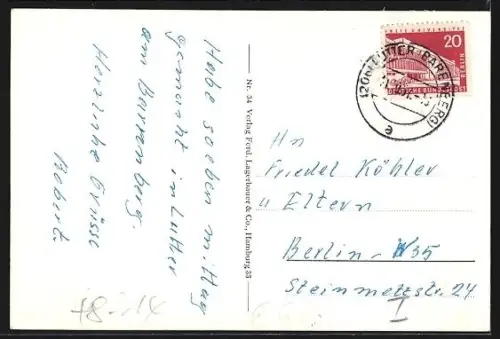 Habe soeben mittag
gemacht in Lutter
am Barenberg.
Herzliche Grüsse
Robert.
Nr. 34 Verlag Ferd. Lagerbauer & Co., Hamburg 33
20
DEUTSCHE BUNDESPOST
BERLIN
(20b) LUTTER (BARENBERG)
e
Hn
Friedel Köhler
u Eltern
Berlin - W35
Steinmetzstr. 24
I